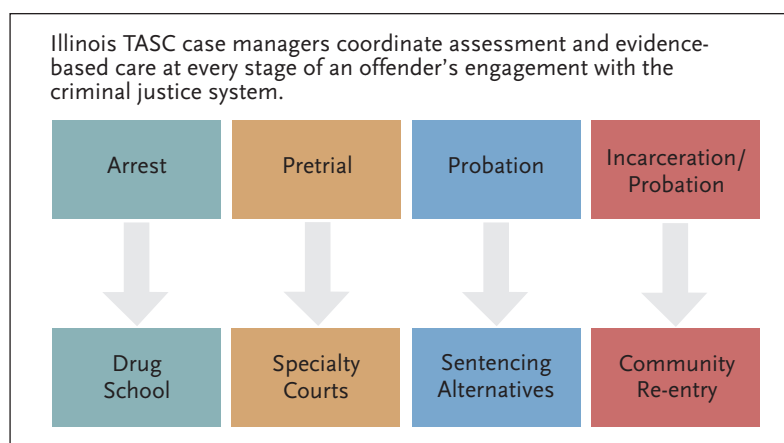 Illinois TASC case managers coordinate assessment and evidence-
based care at every stage of an offender’s engagement with the
criminal justice system.
Arrest
Pretrial
Probation
Incarceration/
Probation
Drug
School
Specialty
Courts
Sentencing
Alternatives
Community
Re-entry